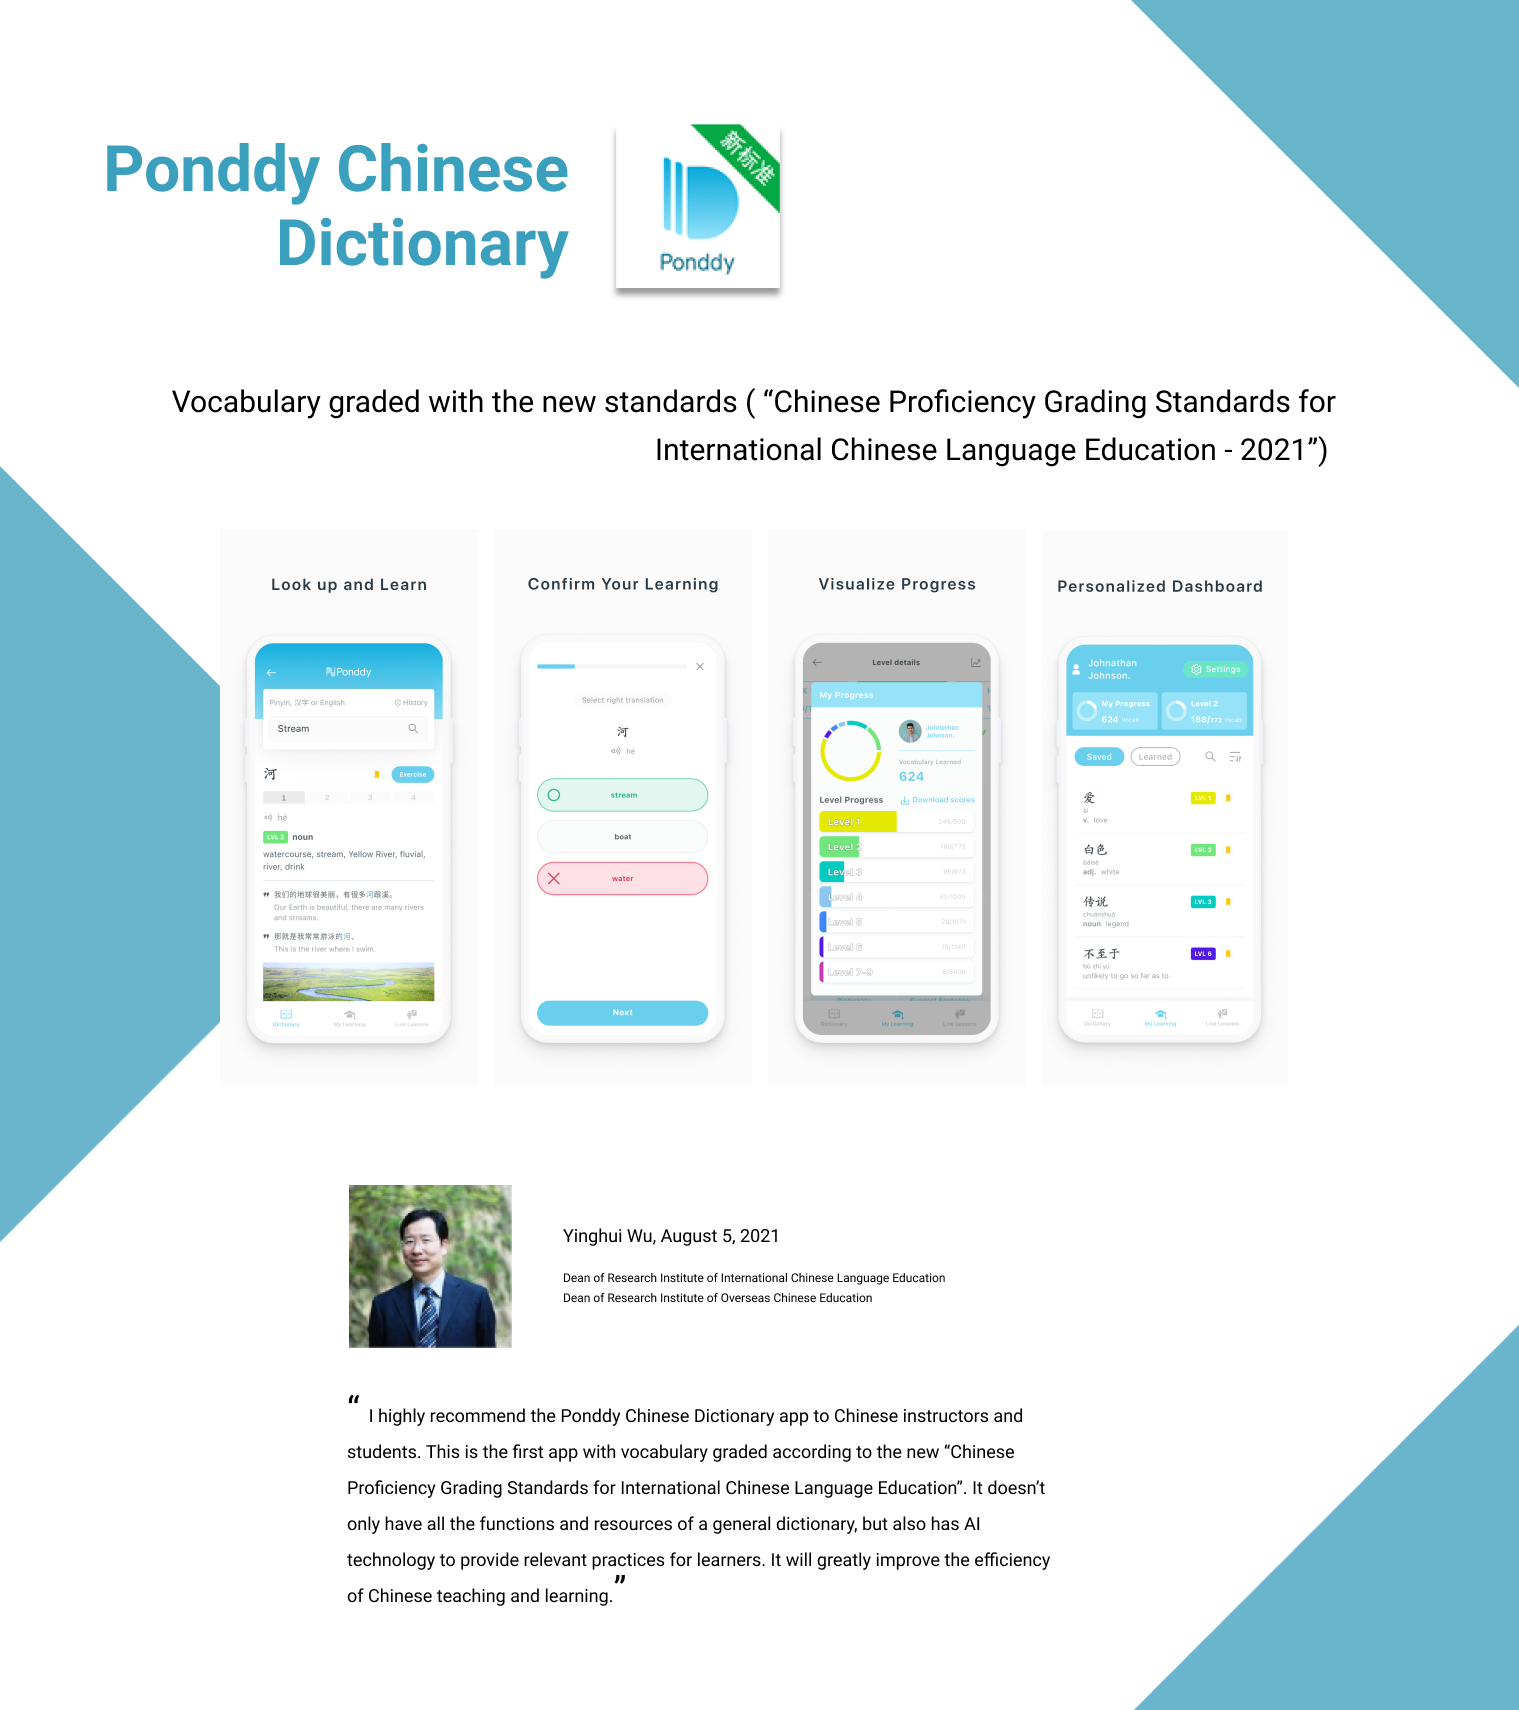 Ponddy Chinese
Dictionary
新标准
Ponddy
Vocabulary graded with the new standards ( “Chinese Proficiency Grading Standards for
International Chinese Language Education - 2021”)
Look up and Learn
Ponddy
Pinyin, 汉字 or English
History
Stream
河
Exercise
1 2 3 4
hé
LVL 2 noun
watercourse, stream, Yellow River, fluvial,
river, drink
我们的地球很美丽，有很多河跟溪。
Our Earth is beautiful, there are many rivers
and streams.
那就是我常常游泳的河。
This is the river where I swim.
Dictionary My Learning Live Lessons
Confirm Your Learning
Select right translation
河
hé
stream
boat
water
Next
Visualize Progress
Level details
My Progress
Johnathan
Johnson.
Vocabulary Learned
624
Level Progress Download scores
Level 1 246/500
Level 2 188/772
Level 3 96/973
Level 4 42/1000
Level 5 28/1071
Level 6 16/1140
Level 7-9 6/5636
Dictionary My Learning Live Lessons
Personalized Dashboard
Johnathan
Johnson.
Settings
My Progress
624 Vocab
Level 2
188/772 Vocab
Saved Learned
爱 LVL 1
ài
v. love
白色 LVL 2
báisè
adj. white
传说 LVL 3
chuánshuō
noun legend
不至于 LVL 6
bù zhì yú
unlikely to go so far as to
Dictionary My Learning Live Lessons
Yinghui Wu, August 5, 2021
Dean of Research Institute of International Chinese Language Education
Dean of Research Institute of Overseas Chinese Education
“ I highly recommend the Ponddy Chinese Dictionary app to Chinese instructors and
students. This is the first app with vocabulary graded according to the new “Chinese
Proficiency Grading Standards for International Chinese Language Education”. It doesn’t
only have all the functions and resources of a general dictionary, but also has AI
technology to provide relevant practices for learners. It will greatly improve the efficiency
of Chinese teaching and learning.”